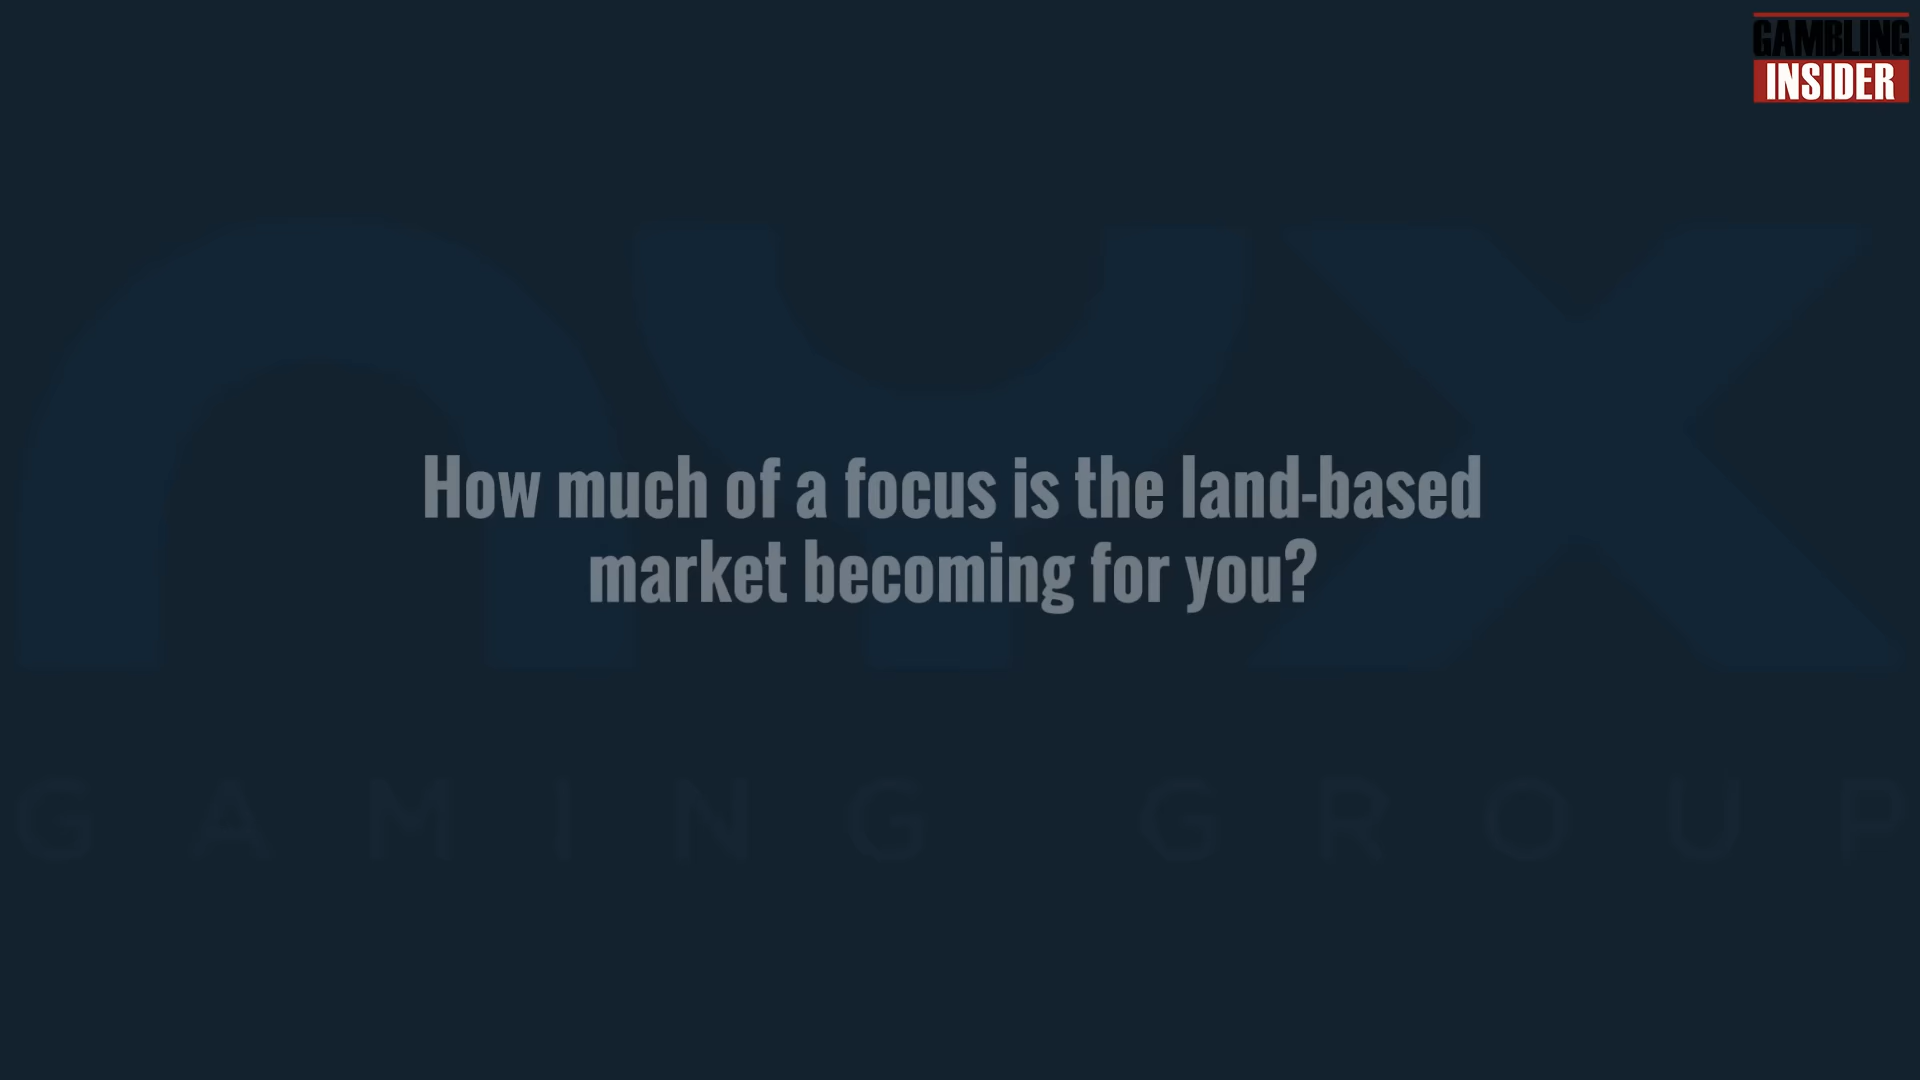 GAMBLING
INSIDER
NYX
How much of a focus is the land-based
market becoming for you?
GAMING GROUP